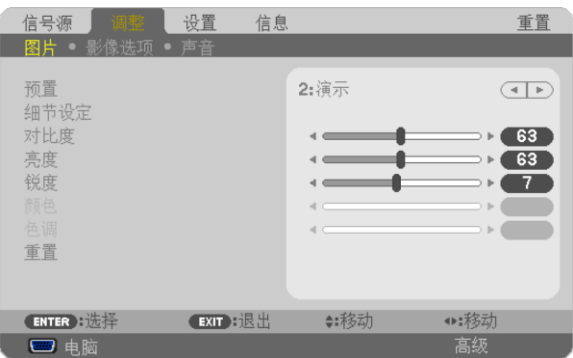 信号源 调整 设置 信息 重置
图片 • 影像选项 • 声音
预置 2:演示
细节设定
对比度 63
亮度 63
锐度 7
颜色
色调
重置
ENTER:选择 EXIT:退出 :移动 :移动
电脑 高级